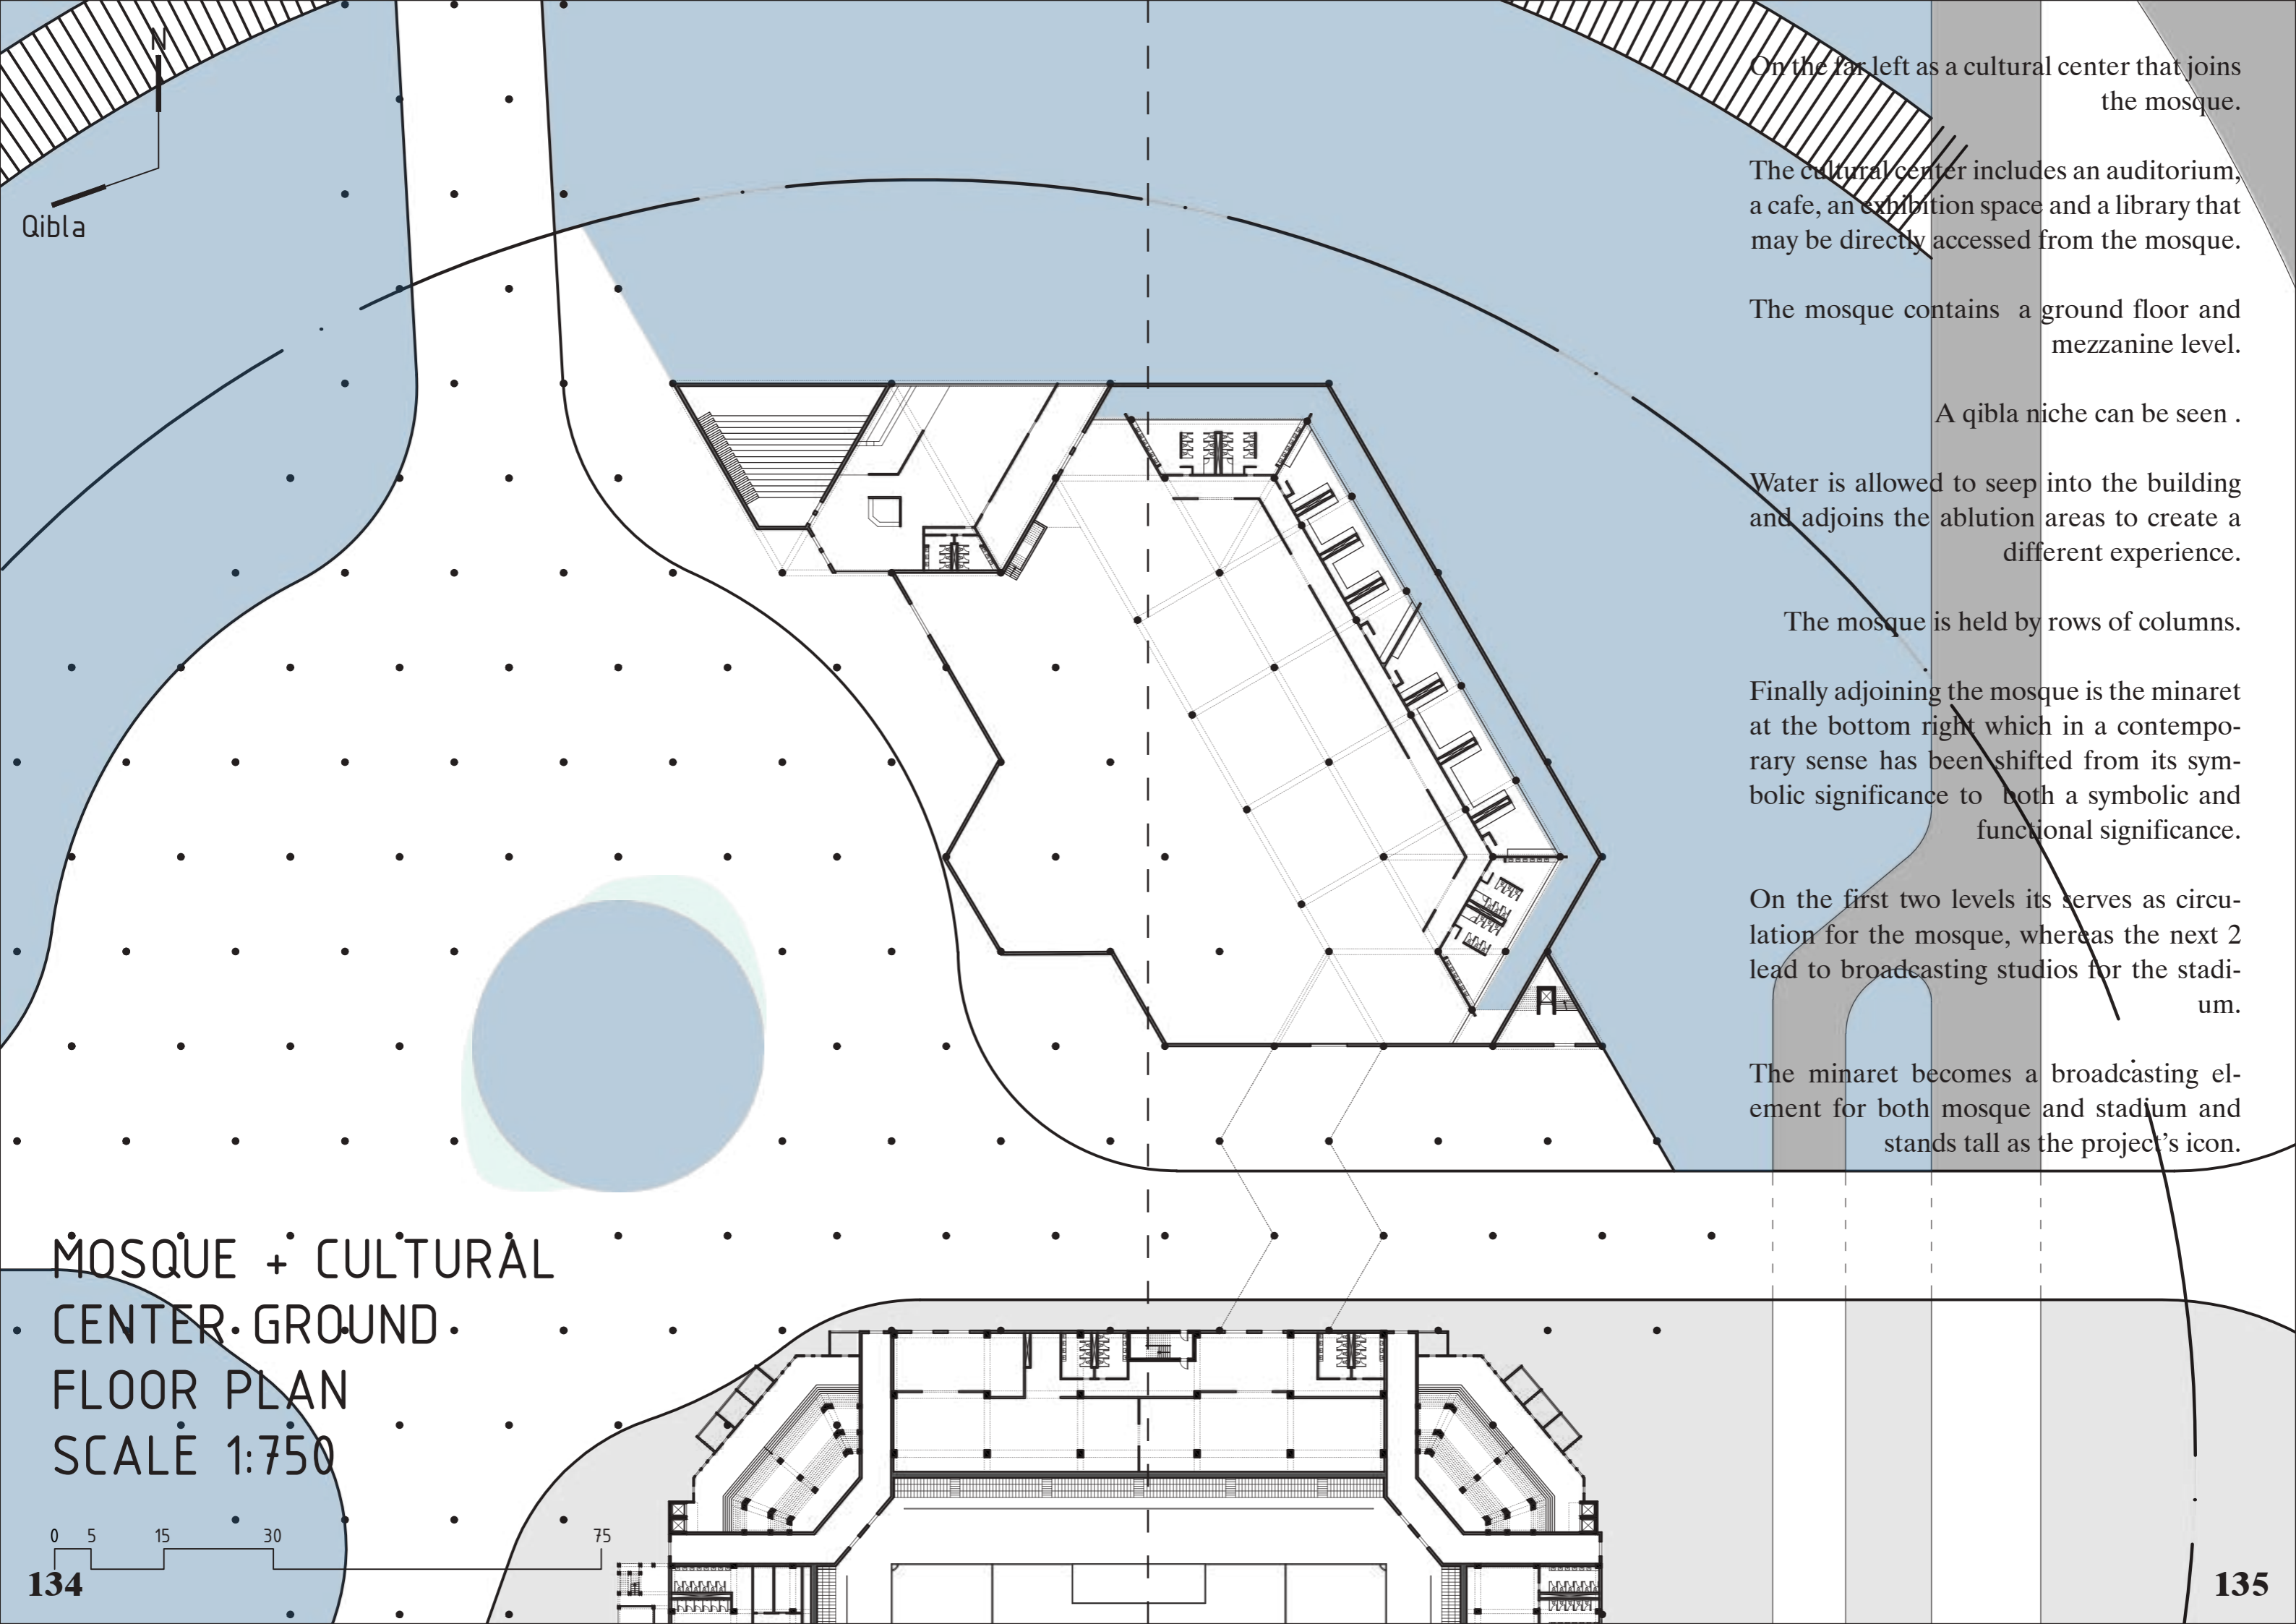 N
Qibla
On the far left as a cultural center that joins
the mosque.
The cultural center includes an auditorium,
a cafe, an exhibition space and a library that
may be directly accessed from the mosque.
The mosque contains  a ground floor and
mezzanine level.
A qibla niche can be seen .
Water is allowed to seep into the building
and adjoins the ablution areas to create a
different experience.
The mosque is held by rows of columns.
Finally adjoining the mosque is the minaret
at the bottom right which in a contempo-
rary sense has been shifted from its sym-
bolic significance to  both a symbolic and
functional significance.
On the first two levels its serves as circu-
lation for the mosque, whereas the next 2
lead to broadcasting studios for the stadi-
um.
The minaret becomes a broadcasting el-
ement for both mosque and stadium and
stands tall as the project's icon.
MOSQUE + CULTURAL
CENTER GROUND
FLOOR PLAN
SCALE 1:750
0 5 15 30 75
134
135